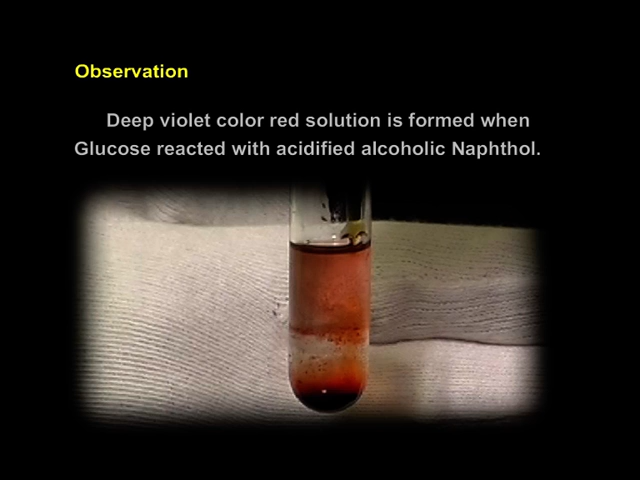 Observation
Deep violet color red solution is formed when
Glucose reacted with acidified alcoholic Naphthol.